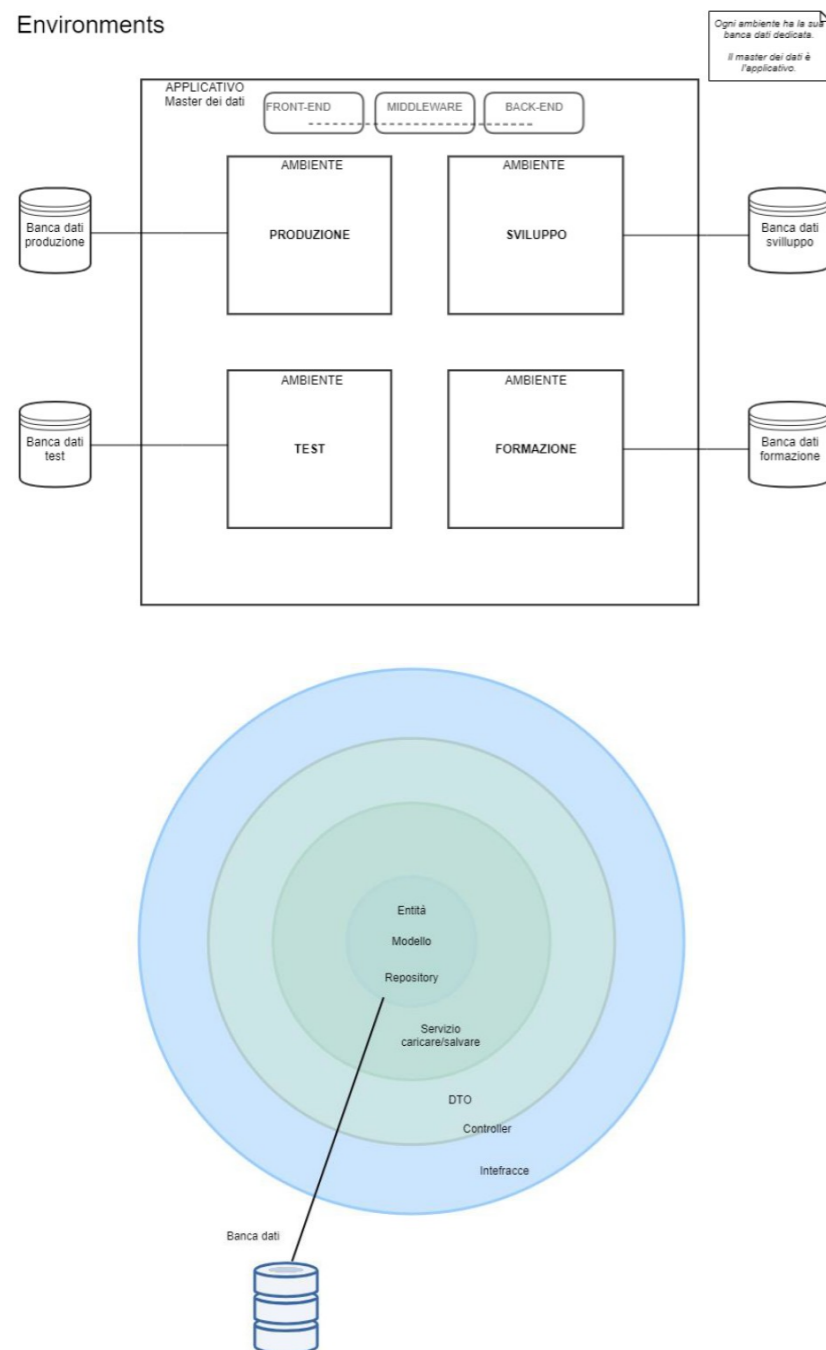 Environments
Ogni ambiente ha la sua
banca dati dedicata.
Il master dei dati è
l'applicativo.
APPLICATIVO
Master dei dati
FRONT-END
MIDDLEWARE
BACK-END
AMBIENTE
PRODUZIONE
AMBIENTE
SVILUPPO
Banca dati
produzione
Banca dati
svilluppo
AMBIENTE
TEST
AMBIENTE
FORMAZIONE
Banca dati
test
Banca dati
formazione
Entitá
Modello
Repository
Servizio
caricare/salvare
DTO
Controller
Intefracce
Banca dati